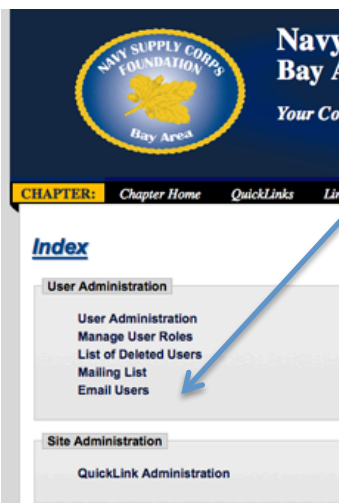 NAVY SUPPLY CORPS
FOUNDATION
Bay Area
Navy
Bay
Your Co
CHAPTER: Chapter Home QuickLinks
Index
User Administration
User Administration
Manage User Roles
List of Deleted Users
Mailing List
Email Users
Site Administration
QuickLink Administration